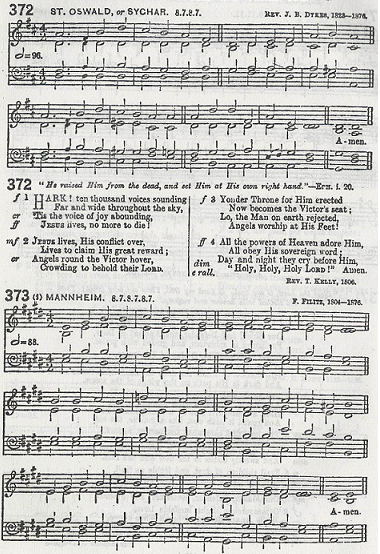 372 ST. OSWALD, or SYCHAR. 8.7.8.7. REV. J. B. DYKES, 1823—1876.
= 96.
A-men.
372 "He raised Him from the dead, and set Him at His own right hand."—EPH. i. 20.
f 1 HARK! ten thousand voices sounding
Far and wide throughout the sky,
cr 'Tis the voice of joy abounding,
ff JESUS lives, no more to die!
mf 2 JESUS lives, His conflict over,
Lives to claim His great reward;
cr Angels round the Victor hover,
Crowding to behold their LORD.
f 3 Yonder Throne for Him erected
Now becomes the Victor's seat;
Lo, the Man on earth rejected,
Angels worship at His Feet!
ff 4 All the powers of Heaven adore Him,
All obey His sovereign word;
dim Day and night they cry before Him,
e rall. "Holy, Holy, Holy LORD!" Amen.
REV. T. KELLY, 1806.
373 (1) MANNHEIM. 8.7.8.7.8.7. F. FILITZ, 1804—1876.
= 88.
A-men.